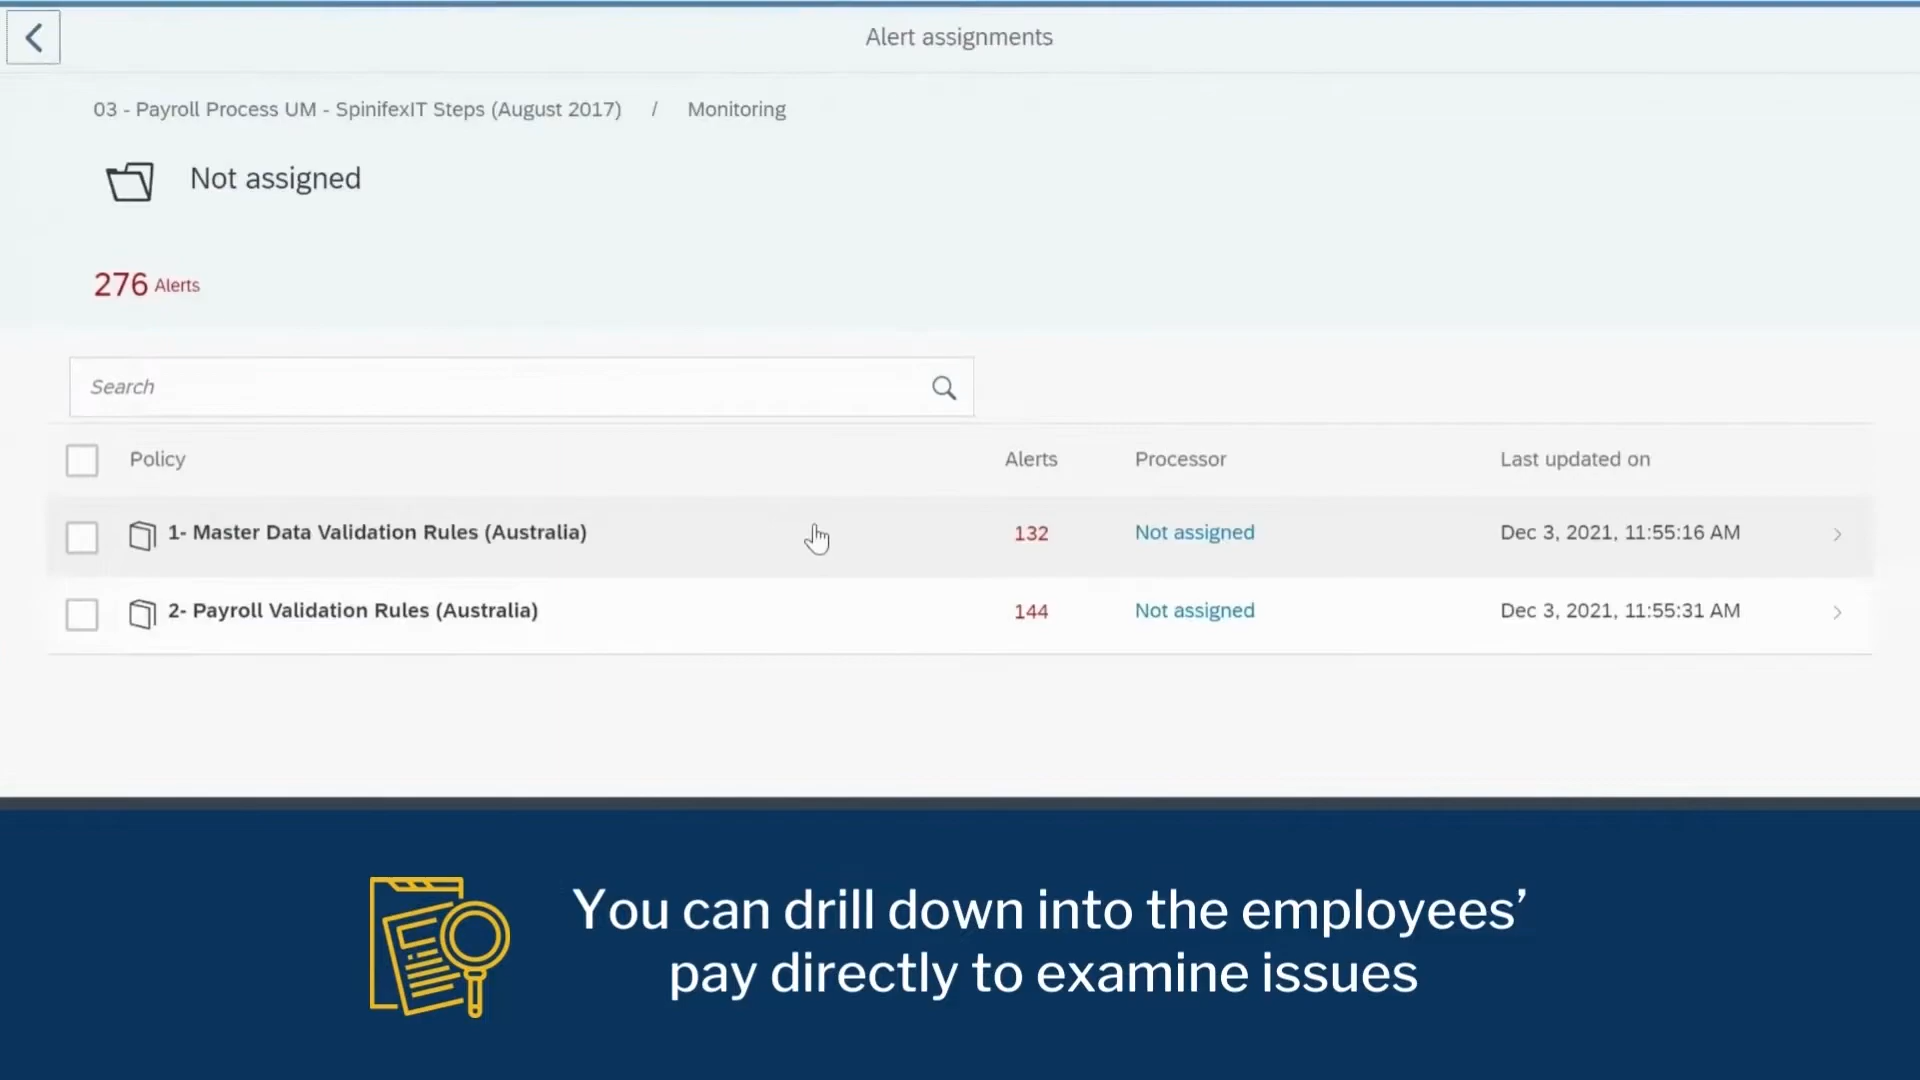 Alert assignments
03 - Payroll Process UM - SpinifexIT Steps (August 2017) / Monitoring
Not assigned
276 Alerts
Search
Policy Alerts Processor Last updated on
1- Master Data Validation Rules (Australia) 132 Not assigned Dec 3, 2021, 11:55:16 AM
2- Payroll Validation Rules (Australia) 144 Not assigned Dec 3, 2021, 11:55:31 AM
You can drill down into the employees’
pay directly to examine issues